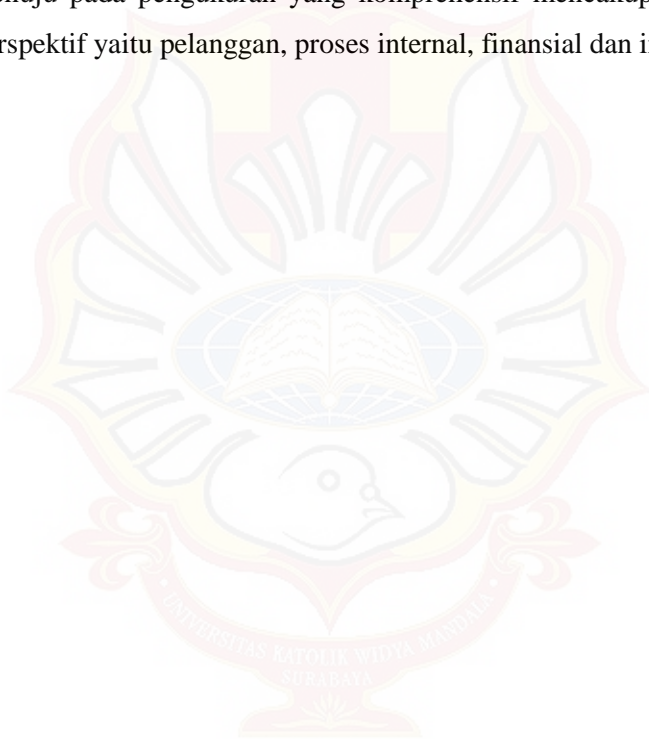 pada pengukuran yang komprehensif mencakup
yaitu pelanggan, proses internal, finansial dan
UNIVERSITAS KATOLIK WIDYA MANDALA
SURABAYA